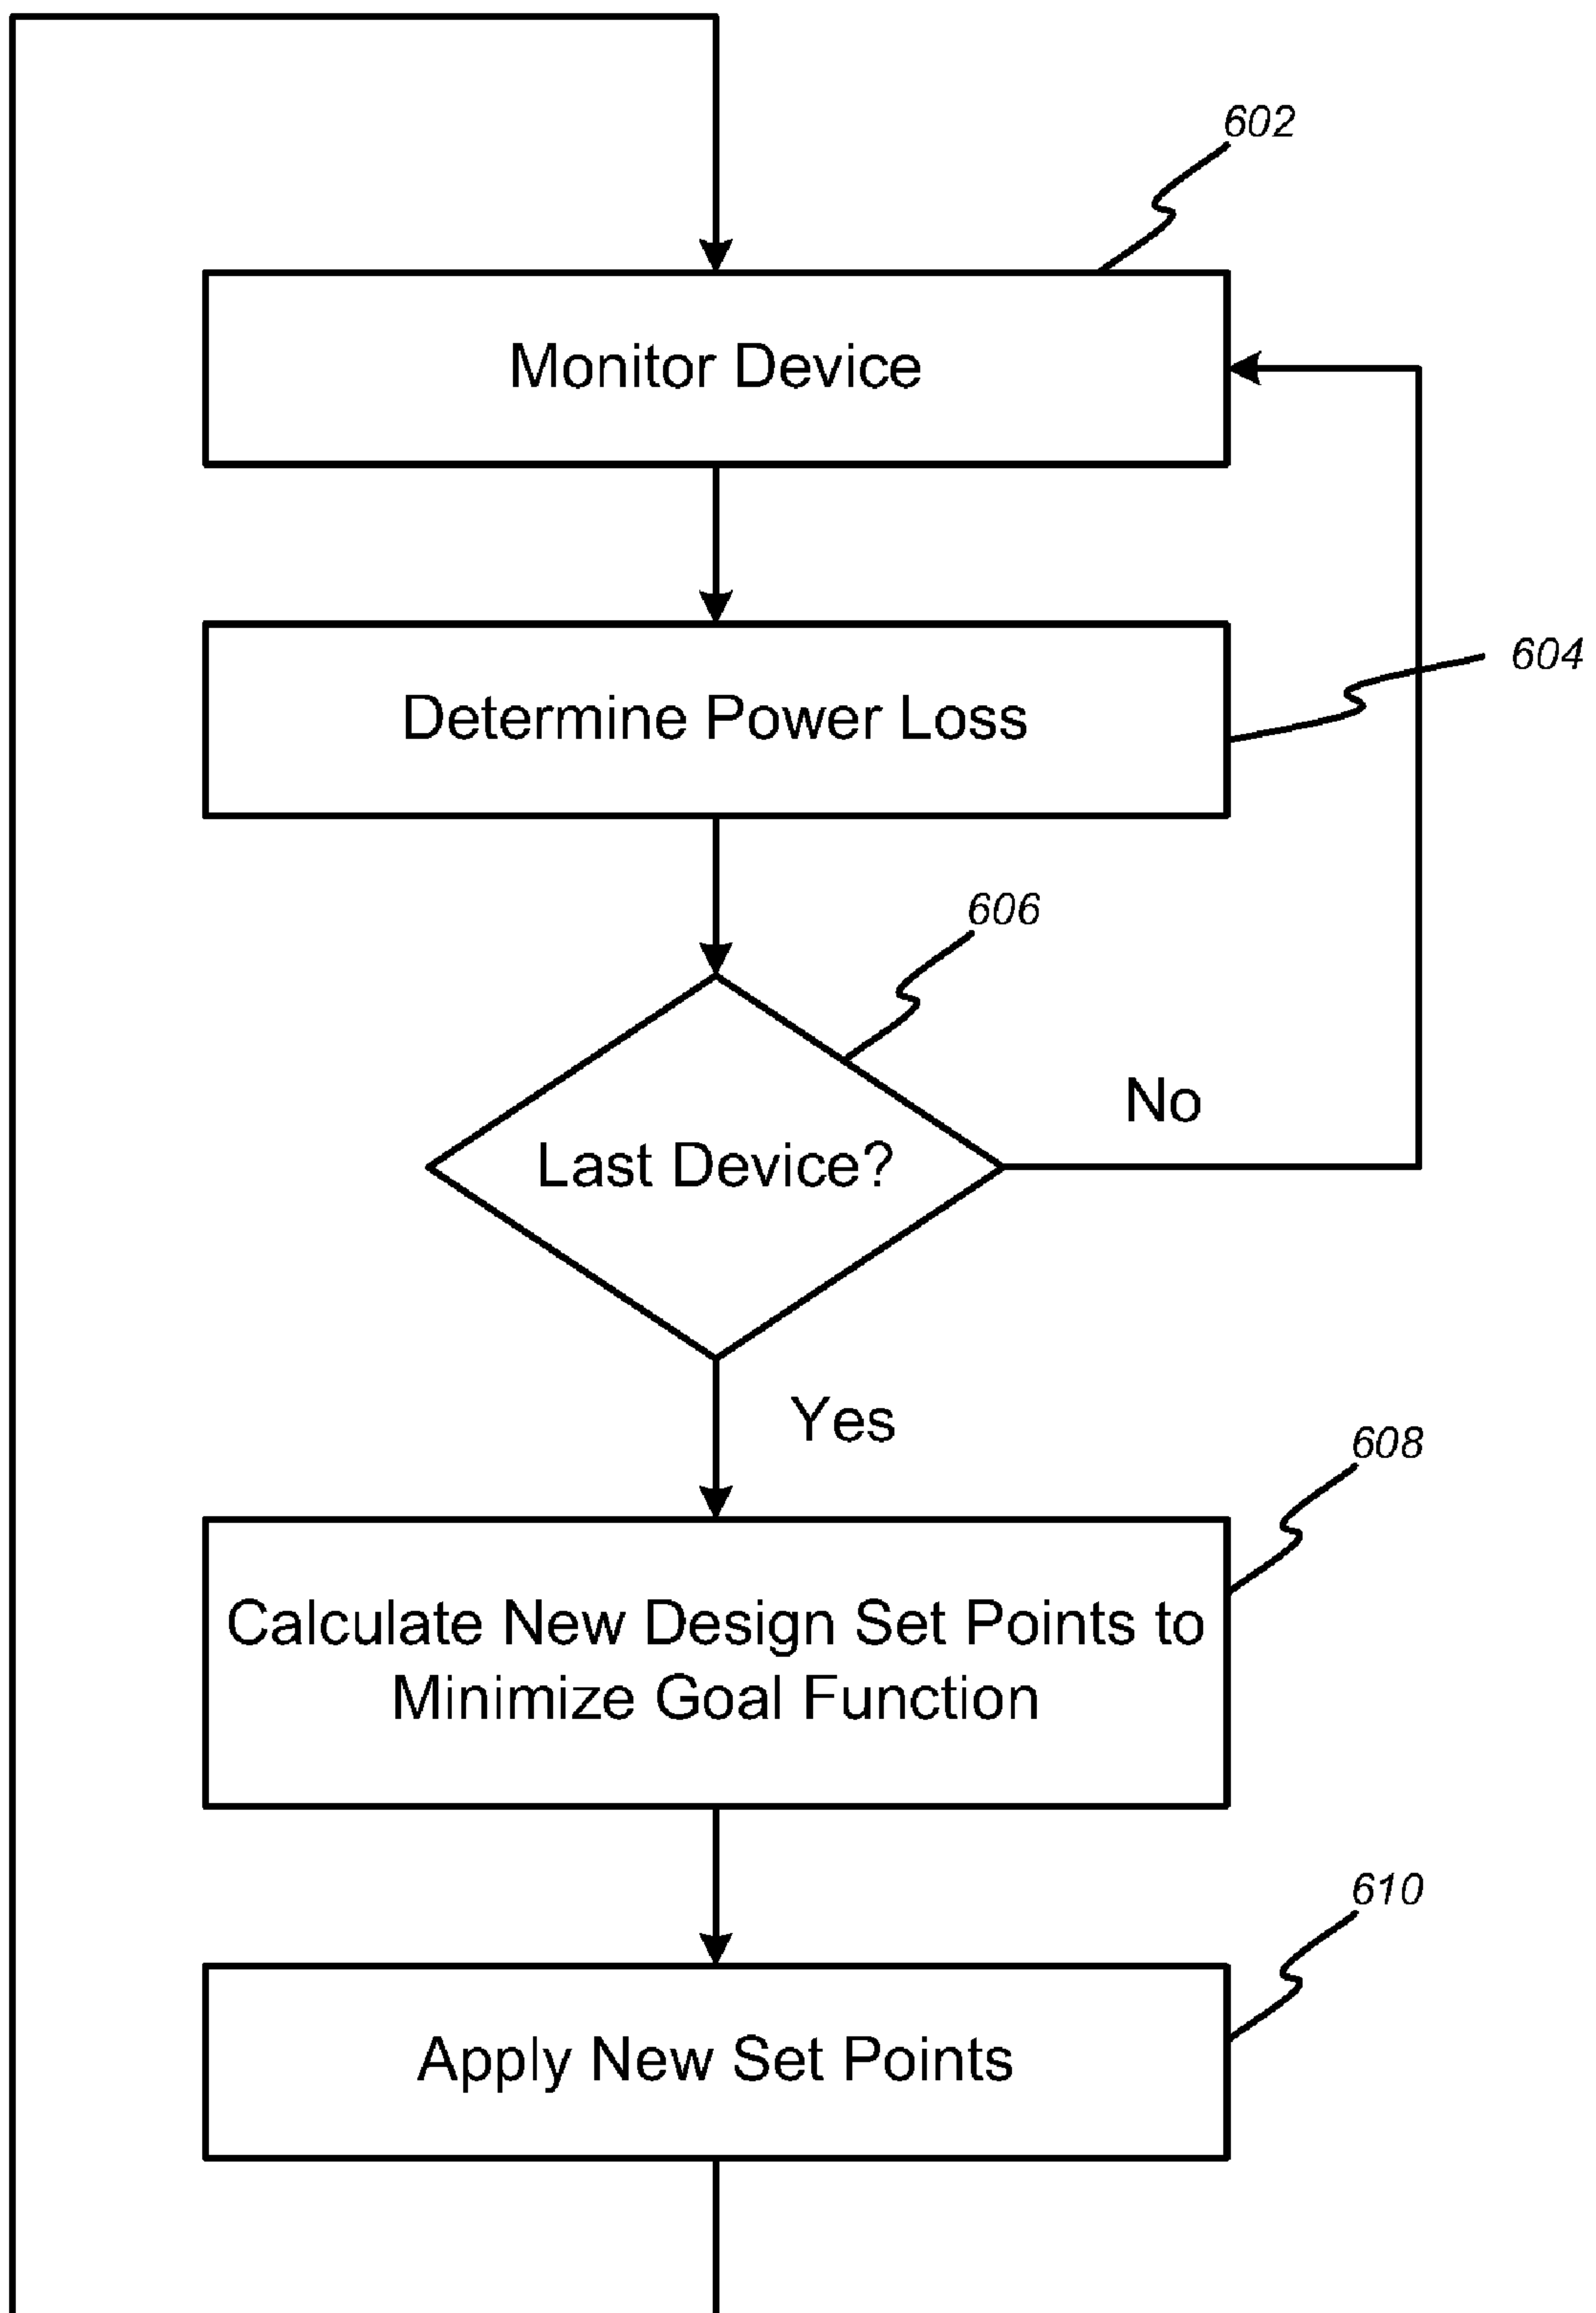 602
Monitor Device
604
Determine Power Loss
606
No
Last Device?
Yes
608
Calculate New Design Set Points to
Minimize Goal Function
610
Apply New Set Points